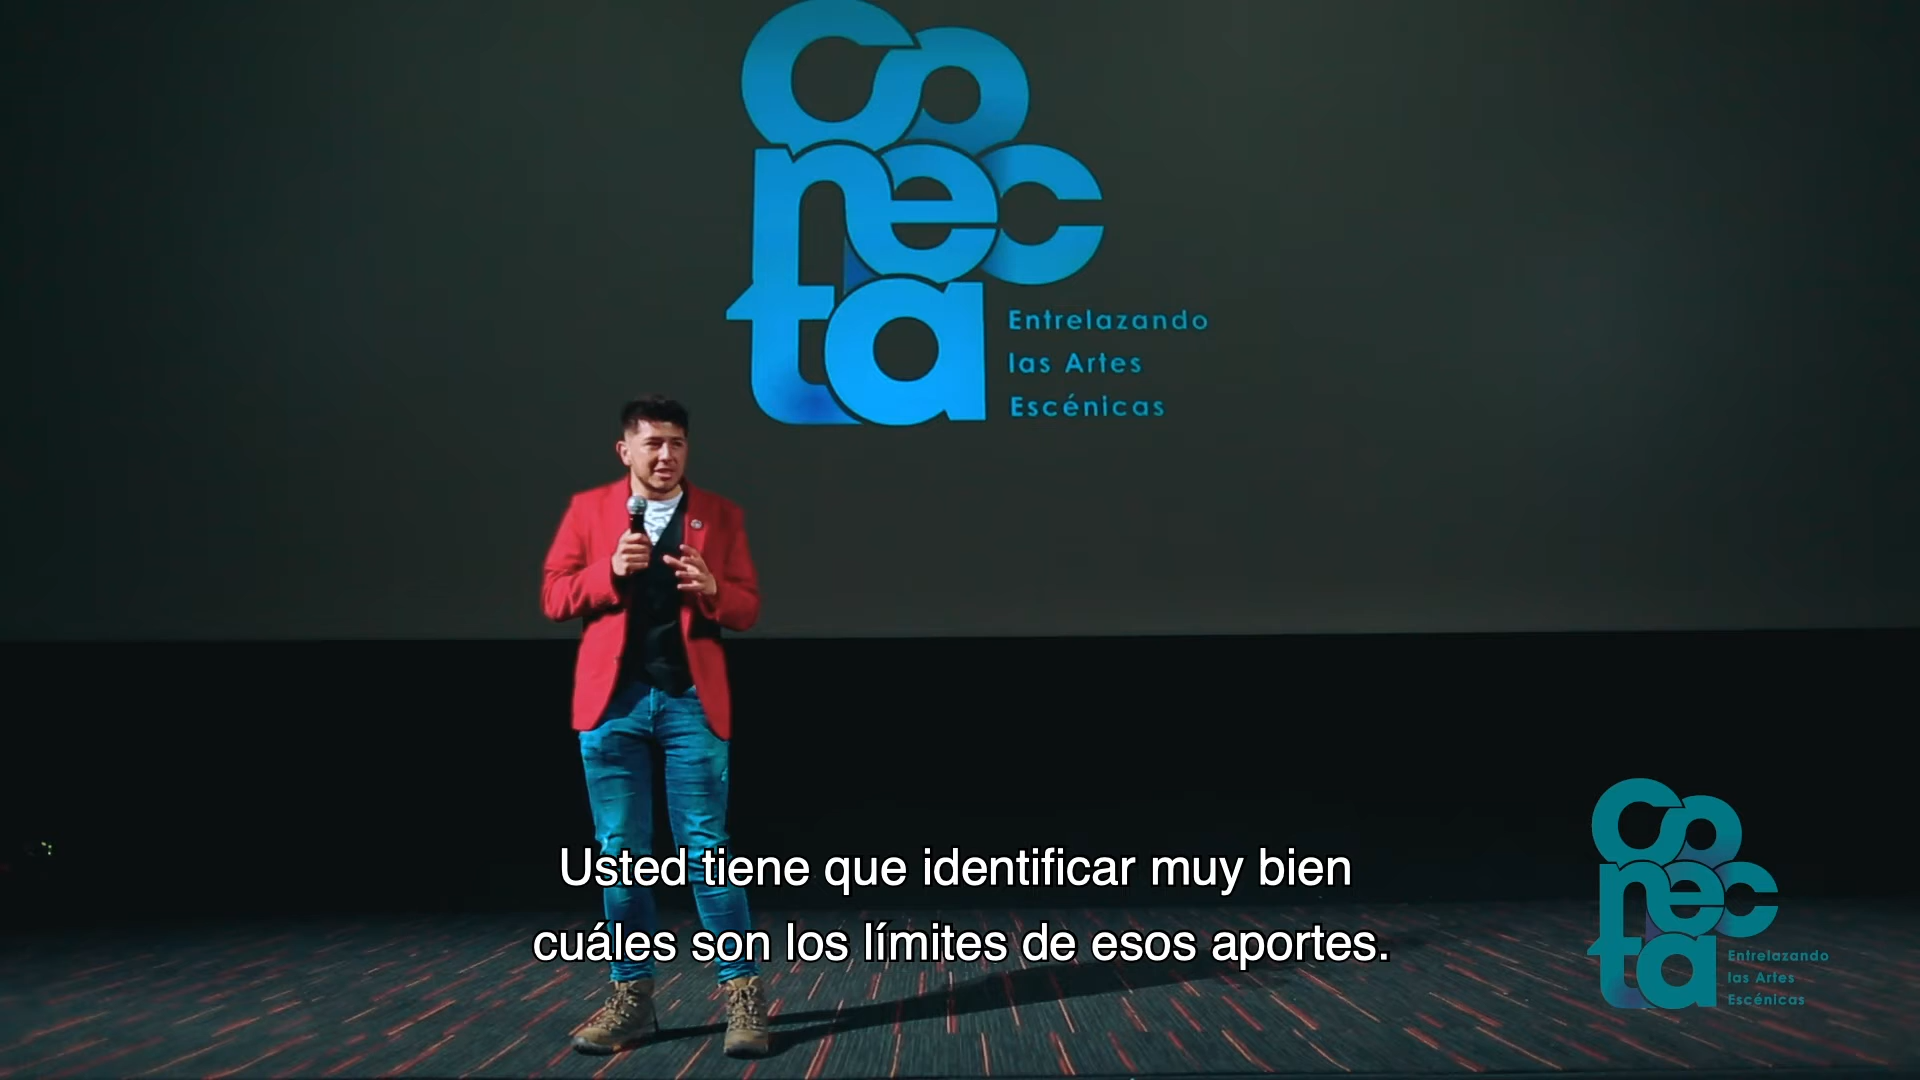 Conecta
Entrelazando
las Artes
Escénicas
Usted tiene que identificar muy bien
cuáles son los límites de esos aportes.
Conecta
Entrelazando
las Artes
Escénicas